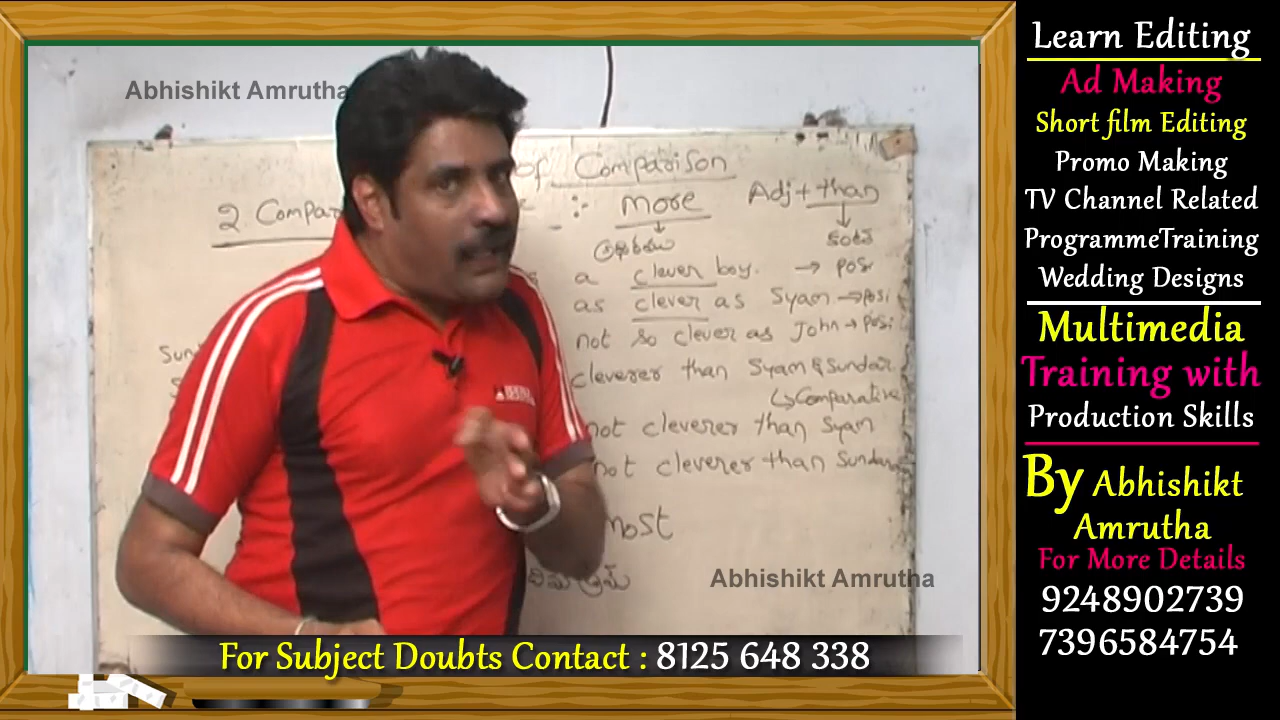 Abhishikt Amrutha
of Comparison
2 Compar :- more Adj + than
a clever boy. → posi
as clever as Syam → posi
not so clever as John → posi
cleverer than Syam & Sundar
↳ Comparative
not cleverer than Syam
not cleverer than Sundar
most
Abhishikt Amrutha
For Subject Doubts Contact : 8125 648 338
Learn Editing
Ad Making
Short film Editing
Promo Making
TV Channel Related
ProgrammeTraining
Wedding Designs
Multimedia
Training with
Production Skills
By Abhishikt
Amrutha
For More Details
9248902739
7396584754